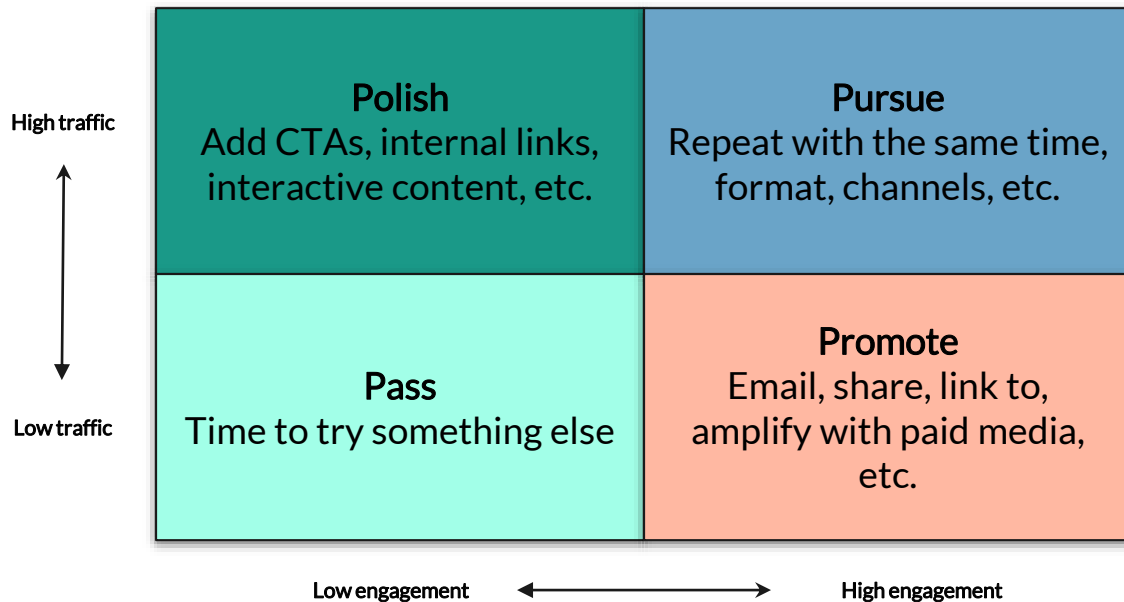 Polish
Add CTAs, internal links,
interactive content, etc.
Pursue
Repeat with the same time,
format, channels, etc.
High traffic
Low traffic
Pass
Time to try something else
Promote
Email, share, link to,
amplify with paid media,
etc.
Low engagement
High engagement